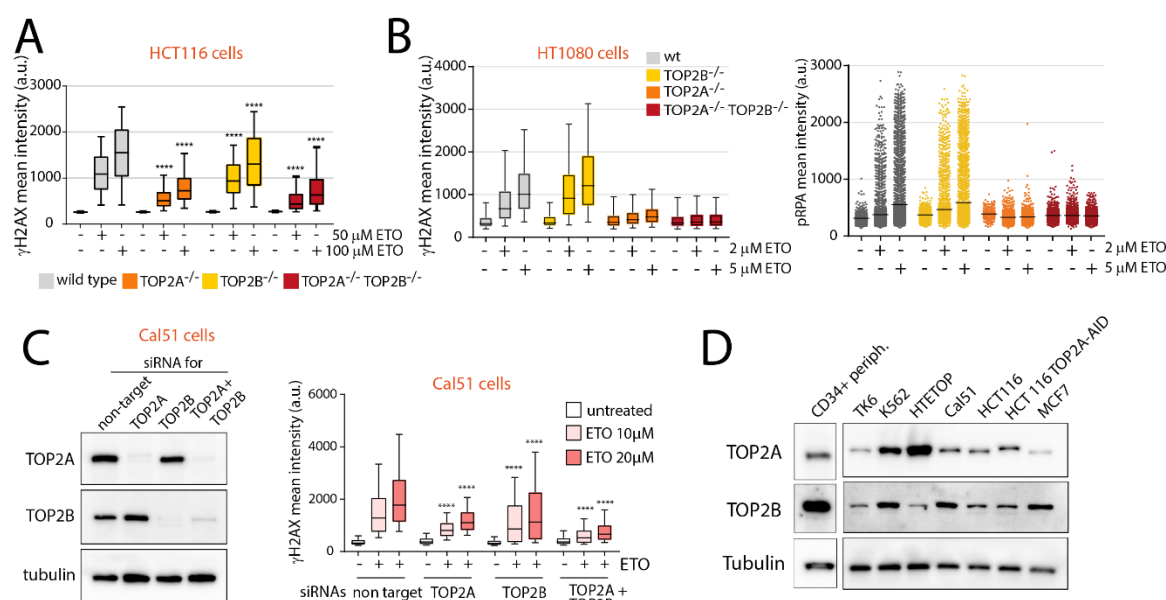 A
HCT116 cells
γH2AX mean intensity (a.u.)
3000
2000
1000
0
**** **** **** **** **** ****
- + - - + - - + - - + - 50 μM ETO
- - + - - + - - + - - + 100 μM ETO
wild type TOP2A-/- TOP2B-/- TOP2A-/- TOP2B-/-
B
HT1080 cells
wt
TOP2B-/-
TOP2A-/-
TOP2A-/- TOP2B-/-
γH2AX mean intensity (a.u.)
4000
3000
2000
1000
0
- + - - + - - + - - + - 2 μM ETO
- - + - - + - - + - - + 5 μM ETO
pRPA mean intensity (a.u.)
3000
2000
1000
0
- + - - + - - + - - + - 2 μM ETO
- - + - - + - - + - - + 5 μM ETO
C
Cal51 cells
siRNA for
non-target
TOP2A
TOP2B
TOP2A+
TOP2B
TOP2A
TOP2B
tubulin
Cal51 cells
γH2AX mean intensity (a.u.)
6000
4000
2000
0
untreated
ETO 10μM
ETO 20μM
**** **** **** **** **** ****
- + + - + + - + + - + + ETO
siRNAs non target TOP2A TOP2B TOP2A +
D
CD34+ periph.
TK6
K562
HTETOP
Cal51
HCT116
HCT 116 TOP2A-AID
MCF7
TOP2A
TOP2B
Tubulin